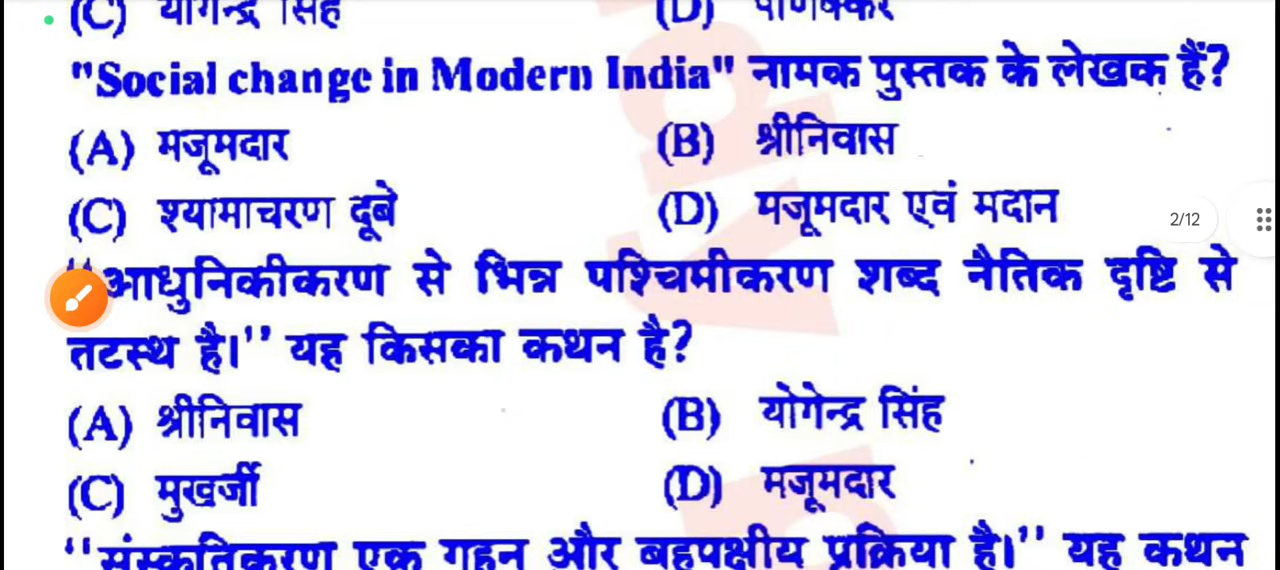 (C) योगेन्द्र सिंह (D) पाणिक्कर
"Social change in Modern India" नामक पुस्तक के लेखक हैं?
(A) मजूमदार (B) श्रीनिवास
(C) श्यामाचरण दूबे (D) मजूमदार एवं मदान
2/12
"आधुनिकीकरण से भिन्न पश्चिमीकरण शब्द नैतिक दृष्टि से
तटस्थ है।'' यह किसका कथन है?
(A) श्रीनिवास (B) योगेन्द्र सिंह
(C) मुखर्जी (D) मजूमदार
''संस्कृतिकरण एक गहन और बहुपक्षीय प्रक्रिया है।'' यह कथन